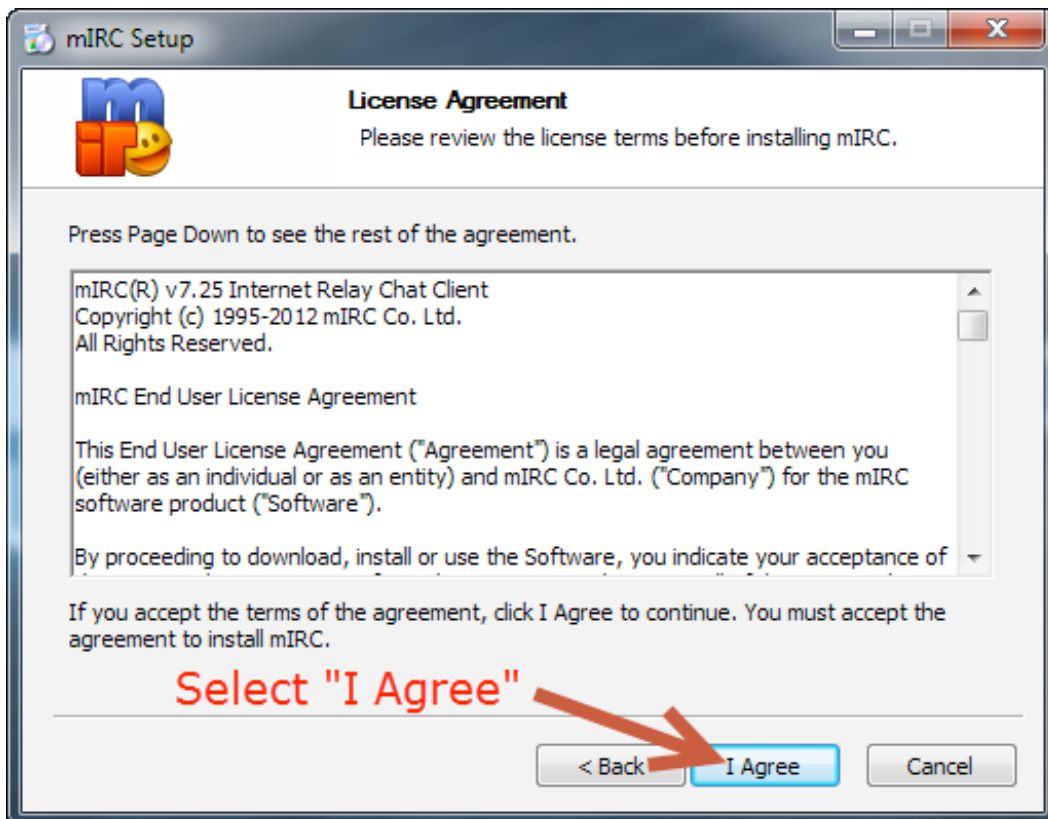 mIRC Setup
mirc
License Agreement
Please review the license terms before installing mIRC.
Press Page Down to see the rest of the agreement.
mIRC(R) v7.25 Internet Relay Chat Client
Copyright (c) 1995-2012 mIRC Co. Ltd.
All Rights Reserved.
mIRC End User License Agreement
This End User License Agreement ("Agreement") is a legal agreement between you
(either as an individual or as an entity) and mIRC Co. Ltd. ("Company") for the mIRC
software product ("Software").
By proceeding to download, install or use the Software, you indicate your acceptance of
If you accept the terms of the agreement, click I Agree to continue. You must accept the
agreement to install mIRC.
Select "I Agree"
< Back I Agree Cancel